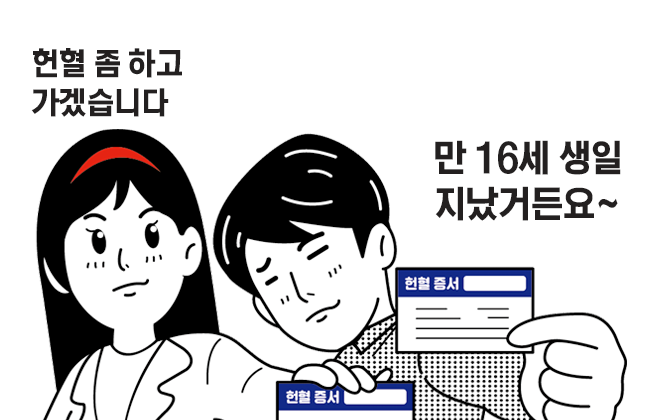 헌혈 좀 하고
가겠습니다
만 16세 생일
지났거든요~
헌혈 증서
헌혈 증서